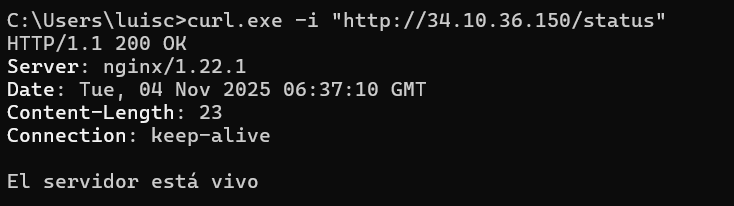 C:\Users\luisc>curl.exe -i "http://34.10.36.150/status"
HTTP/1.1 200 OK
Server: nginx/1.22.1
Date: Tue, 04 Nov 2025 06:37:10 GMT
Content-Length: 23
Connection: keep-alive
El servidor está vivo